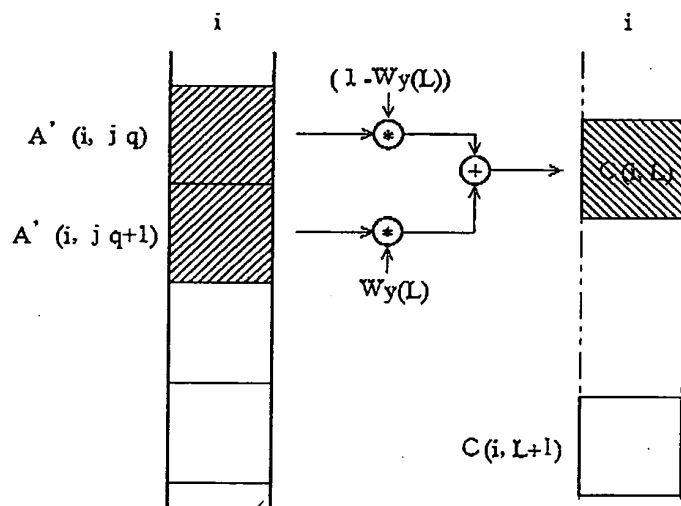 i
i
(1-Wy(L))
A' (i, j q)
*
+
C(i, L)
A' (i, j q+1)
*
Wy(L)
C(i, L+1)